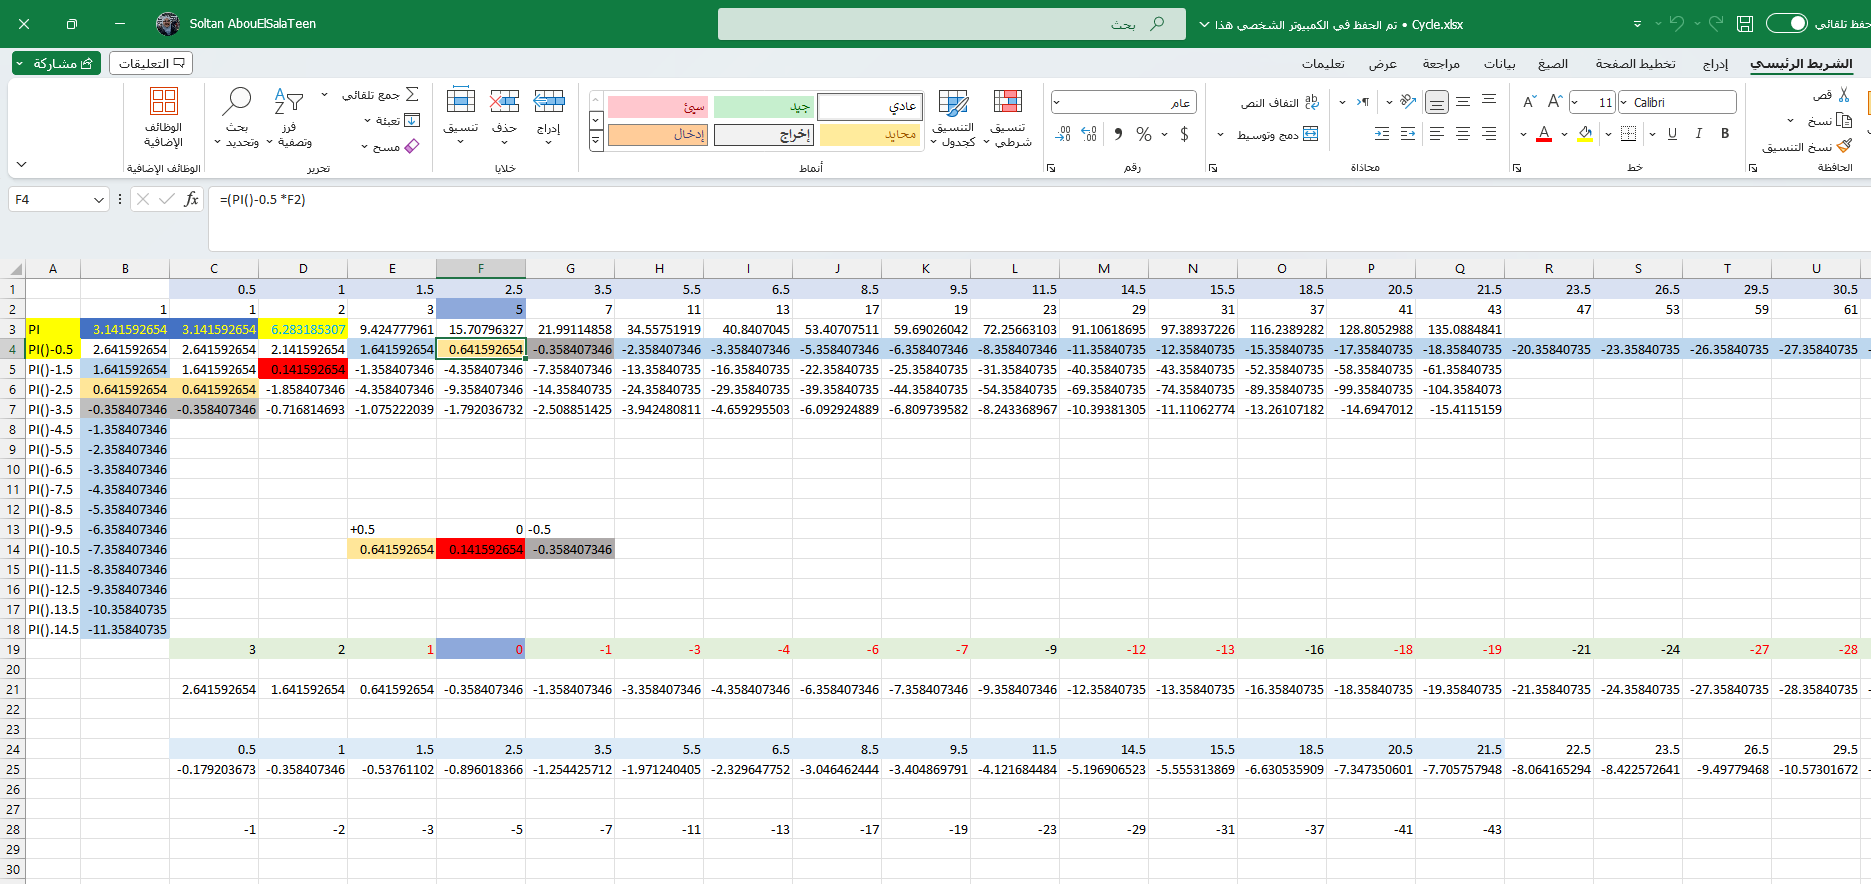 Soltan AbouElSalaTeen
بحث
Cycle.xlsx • تم الحفظ في الكمبيوتر الشخصي هذا
حفظ تلقائي
الشريط الرئيسي إدراج تخطيط الصفحة الصيغ بيانات مراجعة عرض تعليمات
التعليقات مشاركة
قص
نسخ
نسخ التنسيق
الحافظة
Calibri 11
B I U
خط
التفاف النص
دمج وتوسيط
محاذاة
عام
$ % 9
رقم
تنسيق شرطي
التنسيق كجدول
عادي جيد سيئ
محايد إخراج إدخال
أنماط
إدراج حذف تنسيق
خلايا
جمع تلقائي
تعبئة
مسح
فرز وتصفية
بحث وتحديد
تحرير
الوظائف الإضافية
الوظائف الإضافية
F4 fx =(PI()-0.5 *F2)
A B C D E F G H I J K L M N O P Q R S T U
1 0.5 1 1.5 2.5 3.5 5.5 6.5 8.5 9.5 11.5 14.5 15.5 18.5 20.5 21.5 23.5 26.5 29.5 30.5
2 1 1 2 3 5 7 11 13 17 19 23 29 31 37 41 43 47 53 59 61
3 PI 3.141592654 3.141592654 6.283185307 9.424777961 15.70796327 21.99114858 34.55751919 40.8407045 53.40707511 59.69026042 72.25663103 91.10618695 97.38937226 116.2389282 128.8052988 135.0884841
4 PI()-0.5 2.641592654 2.641592654 2.141592654 1.641592654 0.641592654 -0.358407346 -2.358407346 -3.358407346 -5.358407346 -6.358407346 -8.358407346 -11.35840735 -12.35840735 -15.35840735 -17.35840735 -18.35840735 -20.35840735 -23.35840735 -26.35840735 -27.35840735
5 PI()-1.5 1.641592654 1.641592654 0.141592654 -1.358407346 -4.358407346 -7.358407346 -13.35840735 -16.35840735 -22.35840735 -25.35840735 -31.35840735 -40.35840735 -43.35840735 -52.35840735 -58.35840735 -61.35840735
6 PI()-2.5 0.641592654 0.641592654 -1.858407346 -4.358407346 -9.358407346 -14.35840735 -24.35840735 -29.35840735 -39.35840735 -44.35840735 -54.35840735 -69.35840735 -74.35840735 -89.35840735 -99.35840735 -104.3584073
7 PI()-3.5 -0.358407346 -0.358407346 -0.716814693 -1.075222039 -1.792036732 -2.508851425 -3.942480811 -4.659295503 -6.092924889 -6.809739582 -8.243368967 -10.39381305 -11.11062774 -13.26107182 -14.6947012 -15.4115159
8 PI()-4.5 -1.358407346
9 PI()-5.5 -2.358407346
10 PI()-6.5 -3.358407346
11 PI()-7.5 -4.358407346
12 PI()-8.5 -5.358407346
13 PI()-9.5 -6.358407346 +0.5 0 -0.5
14 PI()-10.5 -7.358407346 0.641592654 0.141592654 -0.358407346
15 PI()-11.5 -8.358407346
16 PI()-12.5 -9.358407346
17 PI().13.5 -10.35840735
18 PI().14.5 -11.35840735
19 3 2 1 0 -1 -3 -4 -6 -7 -9 -12 -13 -16 -18 -19 -21 -24 -27 -28
20
21 2.641592654 1.641592654 0.641592654 -0.358407346 -1.358407346 -3.358407346 -4.358407346 -6.358407346 -7.358407346 -9.358407346 -12.35840735 -13.35840735 -16.35840735 -18.35840735 -19.35840735 -21.35840735 -24.35840735 -27.35840735 -28.35840735
22
23
24 0.5 1 1.5 2.5 3.5 5.5 6.5 8.5 9.5 11.5 14.5 15.5 18.5 20.5 21.5 22.5 23.5 26.5 29.5
25 -0.179203673 -0.358407346 -0.53761102 -0.896018366 -1.254425712 -1.971240405 -2.329647752 -3.046462444 -3.404869791 -4.121684484 -5.196906523 -5.555313869 -6.630535909 -7.347350601 -7.705757948 -8.064165294 -8.422572641 -9.49779468 -10.57301672
26
27
28 -1 -2 -3 -5 -7 -11 -13 -17 -19 -23 -29 -31 -37 -41 -43
29
30